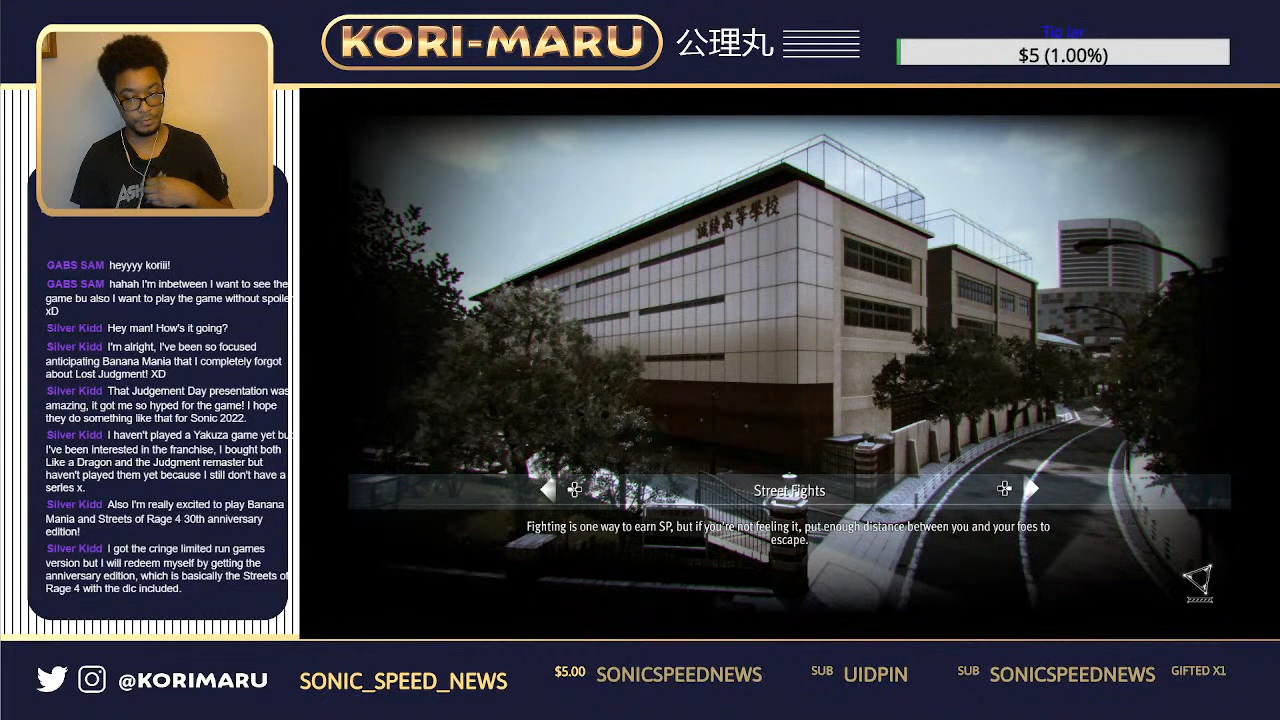 KORI-MARU 公理丸
Tip Jar
$5 (1.00%)
GABS SAM heyyyy koriii!
GABS SAM hahah I'm inbetween I want to see the
game bu also I want to play the game without spoiler
xD
Silver Kidd Hey man! How's it going?
Silver Kidd I'm alright, I've been so focused
anticipating Banana Mania that I completely forgot
about Lost Judgment! XD
Silver Kidd That Judgement Day presentation was
amazing, it got me so hyped for the game! I hope
they do something like that for Sonic 2022.
Silver Kidd I haven't played a Yakuza game yet bu
I've been interested in the franchise, I bought both
Like a Dragon and the Judgment remaster but
haven't played them yet because I still don't have a
series x.
Silver Kidd Also I'm really excited to play Banana
Mania and Streets of Rage 4 30th anniversary
edition!
Silver Kidd I got the cringe limited run games
version but I will redeem myself by getting the
anniversary edition, which is basically the Streets of
Rage 4 with the dlc included.
誠稜高等學校
Street Fights
Fighting is one way to earn SP, but if you're not feeling it, put enough distance between you and your foes to
escape.
@KORIMARU
SONIC_SPEED_NEWS
$5.00 SONICSPEEDNEWS
SUB UIDPIN
SUB SONICSPEEDNEWS GIFTED X1